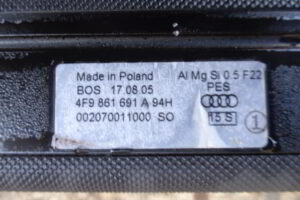 Made in Poland Al Mg Si 0.5 F22
BOS 17.08.05 PES
4F9 861 691 A 94H
002070011000 SO 15 S 1